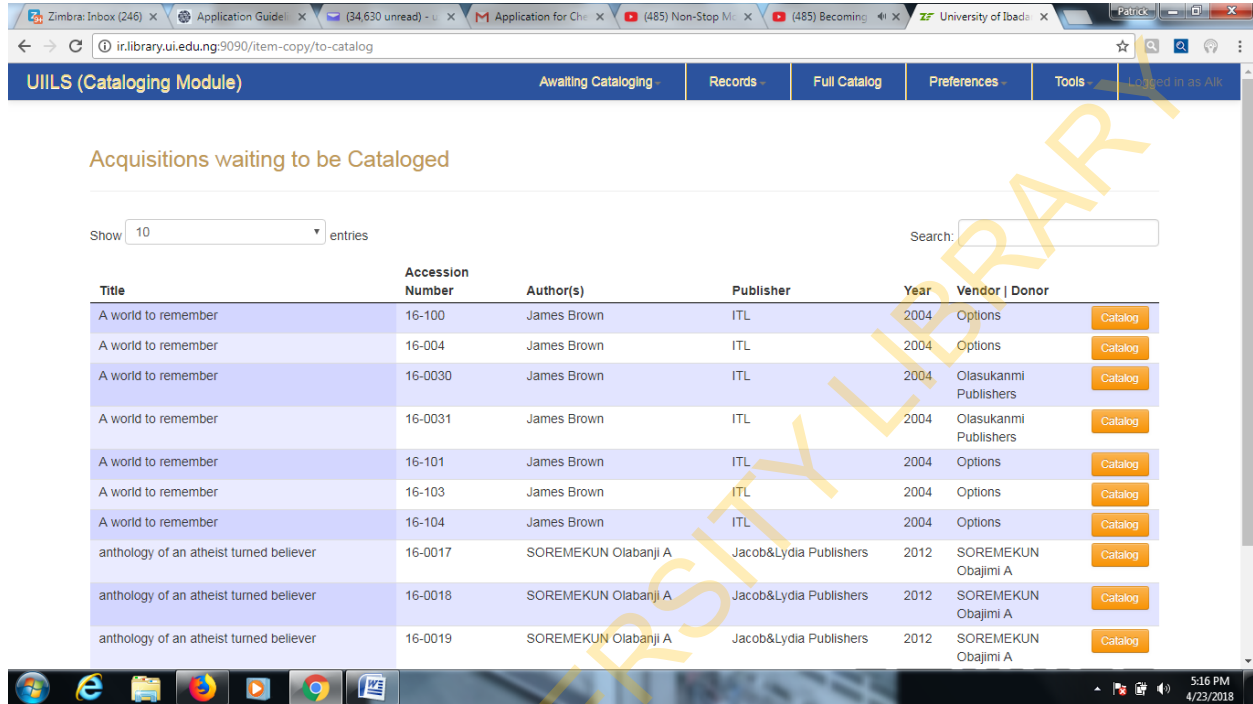 Zimbra: Inbox (246)
Application Guideli
(34,630 unread) - u
Application for Che
(485) Non-Stop Mo
(485) Becoming
University of Ibada
Patrick
ir.library.ui.edu.ng:9090/item-copy/to-catalog
UIILS (Cataloging Module) Awaiting Cataloging Records Full Catalog Preferences Tools Logged in as Alk
Acquisitions waiting to be Cataloged
Show 10 entries Search:
Title Accession Number Author(s) Publisher Year Vendor | Donor
A world to remember 16-100 James Brown ITL 2004 Options Catalog
A world to remember 16-004 James Brown ITL 2004 Options Catalog
A world to remember 16-0030 James Brown ITL 2004 Olasukanmi Publishers Catalog
A world to remember 16-0031 James Brown ITL 2004 Olasukanmi Publishers Catalog
A world to remember 16-101 James Brown ITL 2004 Options Catalog
A world to remember 16-103 James Brown ITL 2004 Options Catalog
A world to remember 16-104 James Brown ITL 2004 Options Catalog
anthology of an atheist turned believer 16-0017 SOREMEKUN Olabanji A Jacob&Lydia Publishers 2012 SOREMEKUN Obajimi A Catalog
anthology of an atheist turned believer 16-0018 SOREMEKUN Olabanji A Jacob&Lydia Publishers 2012 SOREMEKUN Obajimi A Catalog
anthology of an atheist turned believer 16-0019 SOREMEKUN Olabanji A Jacob&Lydia Publishers 2012 SOREMEKUN Obajimi A Catalog
5:16 PM
4/23/2018
ERSITY LIBRARY